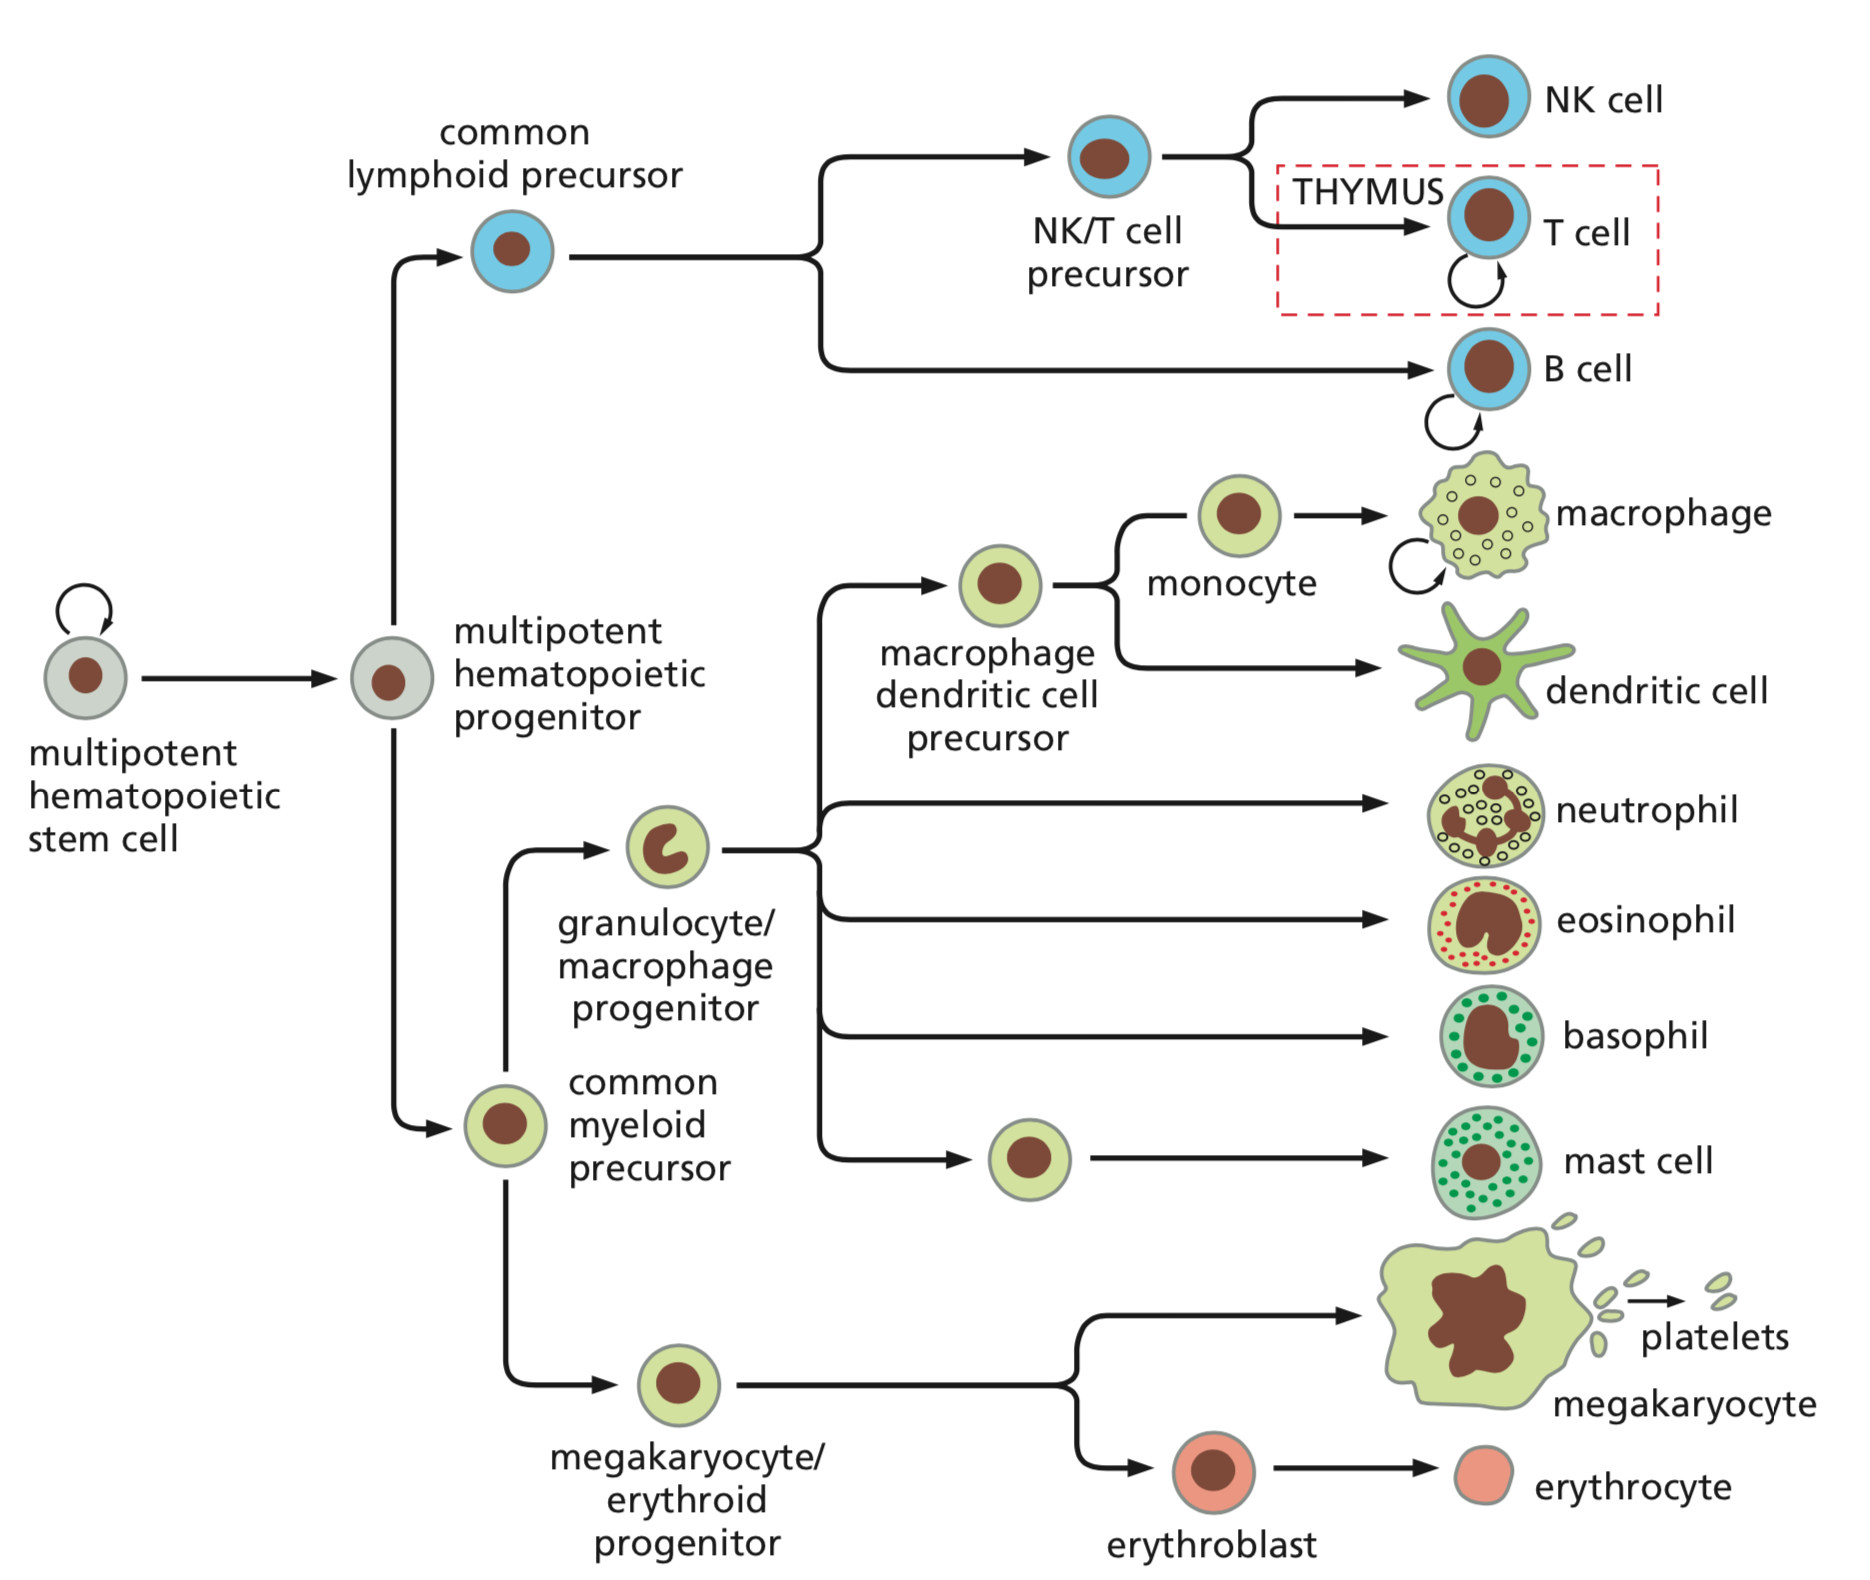 NK cell
common
lymphoid precursor
THYMUS
T cell
NK/T cell
precursor
B cell
macrophage
monocyte
multipotent
hematopoietic
progenitor
macrophage
dendritic cell
precursor
dendritic cell
multipotent
hematopoietic
stem cell
neutrophil
granulocyte/
macrophage
progenitor
eosinophil
basophil
common
myeloid
precursor
mast cell
platelets
megakaryocyte
megakaryocyte/
erythroid
progenitor
erythroblast
erythrocyte